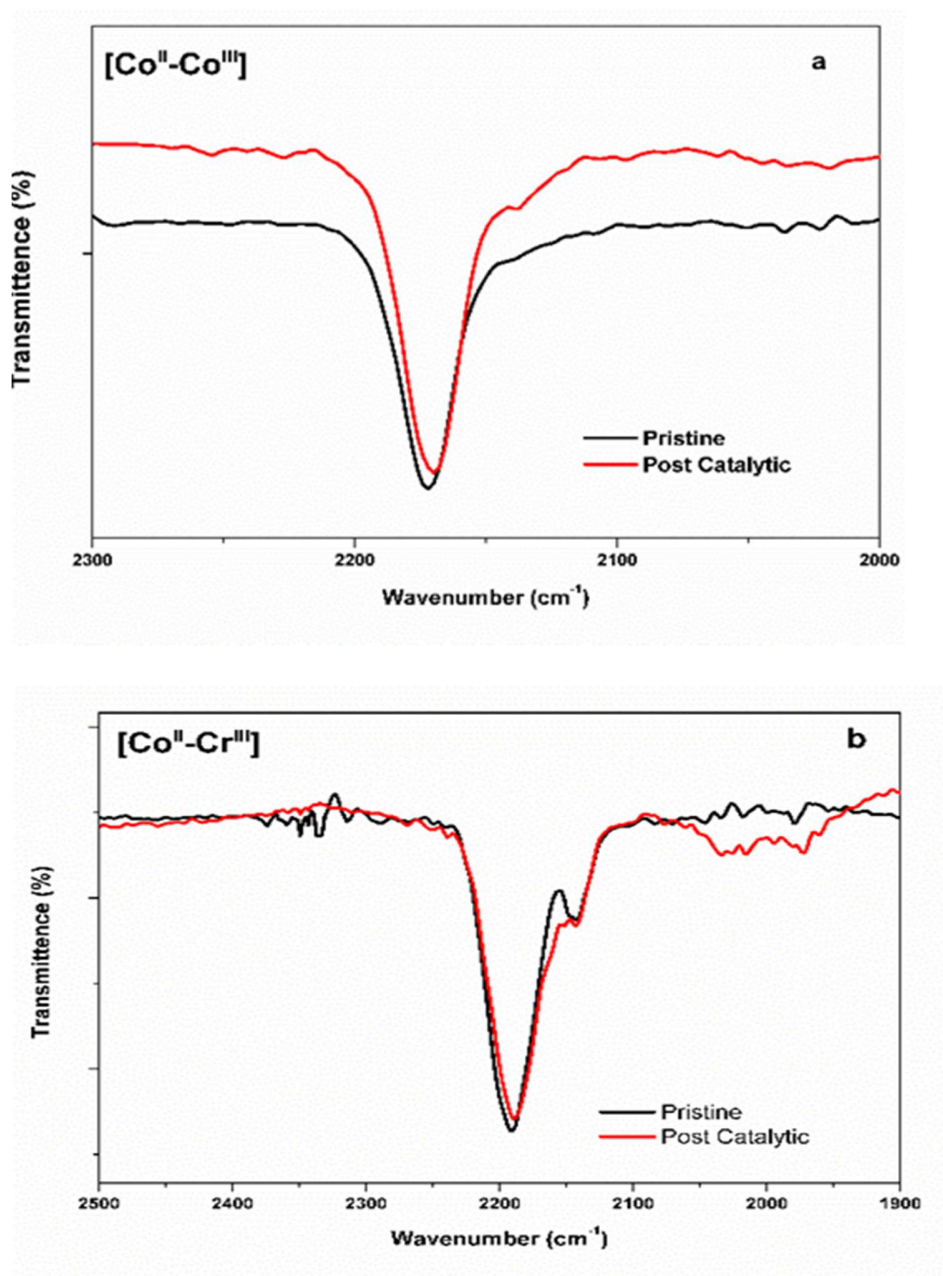 [Co^II-Co^III]
a
Transmittence (%)
Pristine
Post Catalytic
2300 2200 2100 2000
Wavenumber (cm^-1)
[Co^II-Cr^III]
b
Transmittence (%)
Pristine
Post Catalytic
2500 2400 2300 2200 2100 2000 1900
Wavenumber (cm^-1)